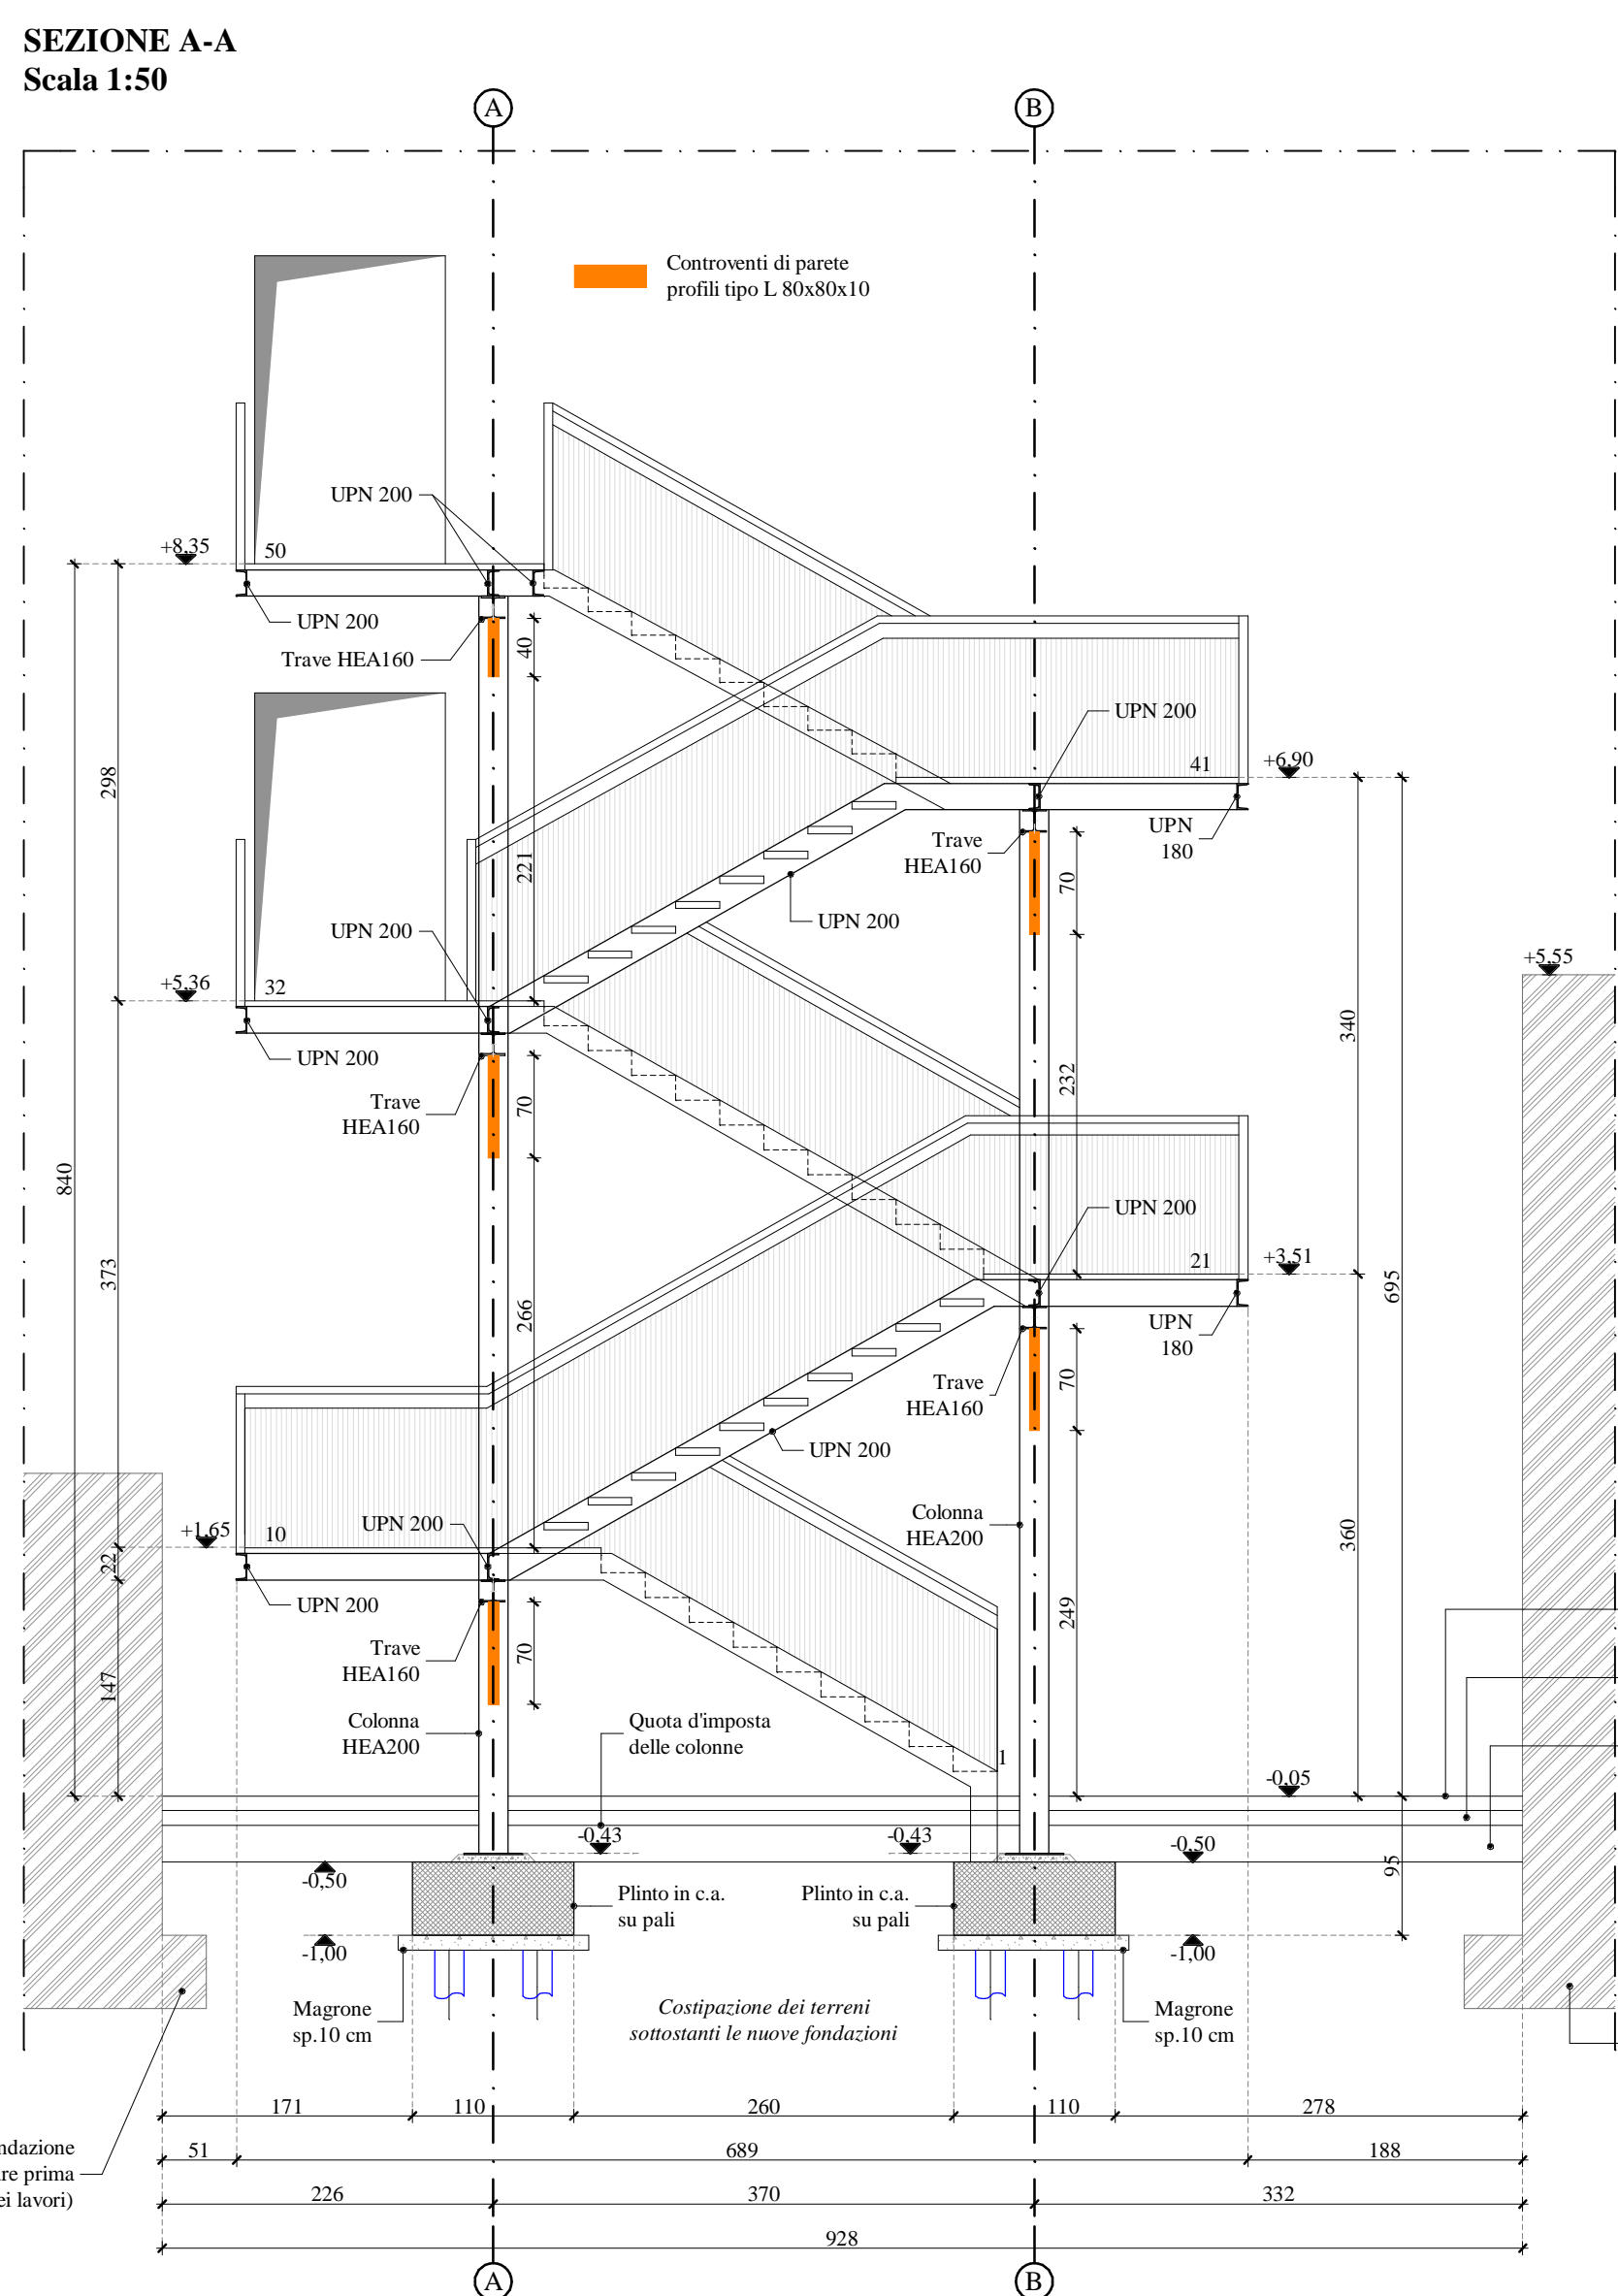 SEZIONE A-A
Scala 1:50
A
B
Controventi di parete
profili tipo L 80x80x10
UPN 200
+8,35
50
UPN 200
Trave HEA160
40
298
UPN 200
41
+6,90
221
Trave
HEA160
UPN
180
70
UPN 200
UPN 200
+5,36
32
+5,55
UPN 200
340
Trave
HEA160
70
232
840
373
266
UPN 200
21
+3,51
695
UPN
180
Trave
HEA160
70
UPN 200
+1,65
10
UPN 200
Colonna
HEA200
360
22
UPN 200
249
Trave
HEA160
70
147
Colonna
HEA200
Quota d'imposta
delle colonne
1
-0,05
-0,43
-0,43
-0,50
-0,50
95
Plinto in c.a.
su pali
Plinto in c.a.
su pali
-1,00
-1,00
Magrone
sp.10 cm
Costipazione dei terreni
sottostanti le nuove fondazioni
Magrone
sp.10 cm
171
110
260
110
278
ndazione
re prima
ei lavori)
51
689
188
226
370
332
928
A
B